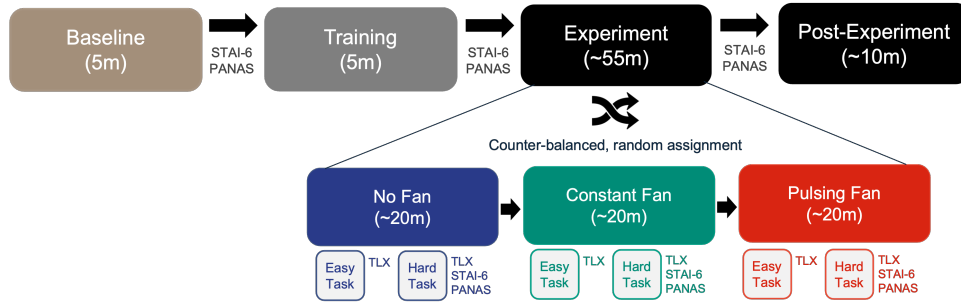 Baseline
(5m)
STAI-6
PANAS
Training
(5m)
STAI-6
PANAS
Experiment
(~55m)
STAI-6
PANAS
Post-Experiment
(~10m)
Counter-balanced, random assignment
No Fan
(~20m)
Constant Fan
(~20m)
Pulsing Fan
(~20m)
Easy
Task
TLX
Hard
Task
TLX
STAI-6
PANAS
Easy
Task
TLX
Hard
Task
TLX
STAI-6
PANAS
Easy
Task
TLX
Hard
Task
TLX
STAI-6
PANAS